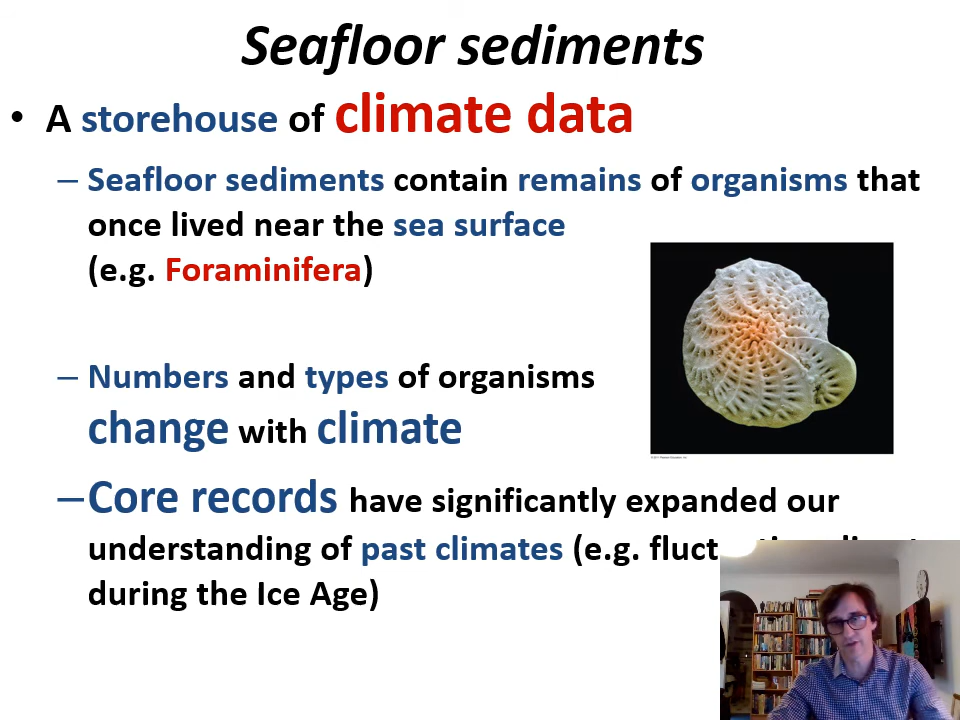 Seafloor sediments
• A storehouse of climate data
– Seafloor sediments contain remains of organisms that
once lived near the sea surface
(e.g. Foraminifera)
– Numbers and types of organisms
change with climate
– Core records have significantly expanded our
understanding of past climates (e.g.
during the Ice Age)